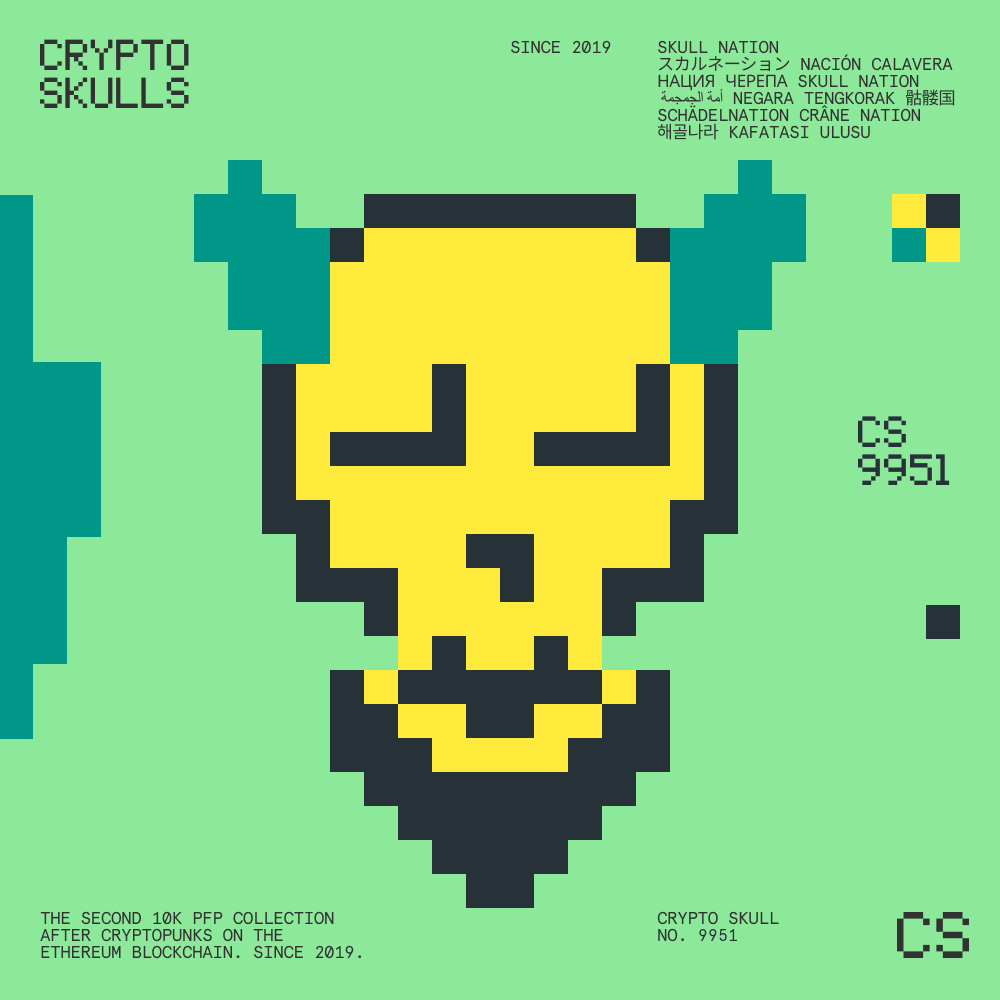 CRYPTO
SKULLS
SINCE 2019
SKULL NATION
スカルネーション NACIÓN CALAVERA
НАЦИЯ ЧЕРЕПА SKULL NATION
أمة الجمجمة NEGARA TENGKORAK 骷髅国
SCHÄDELNATION CRÂNE NATION
해골나라 KAFATASI ULUSU
CS
9951
THE SECOND 10K PFP COLLECTION
AFTER CRYPTOPUNKS ON THE
ETHEREUM BLOCKCHAIN. SINCE 2019.
CRYPTO SKULL
NO. 9951
CS